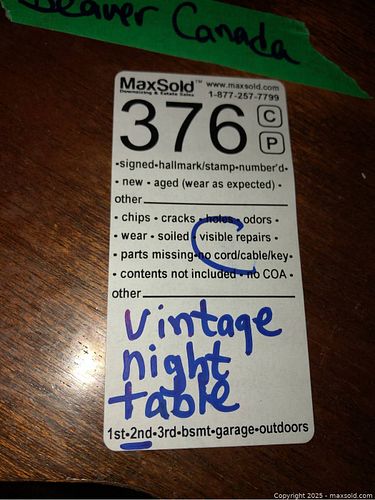 Beaver Canada
MaxSold™ www.maxsold.com
Downsizing & Estate Sales 1-877-257-7799
376 C
P
•signed•hallmark/stamp•number'd•
• new • aged (wear as expected) •
other
• chips • cracks • holes • odors •
• wear • soiled • visible repairs •
• parts missing•no cord/cable/key•
• contents not included • no COA •
other
C
vintage
night
table
1st•2nd•3rd•bsmt•garage•outdoors
Copyright 2025 - maxsold.com